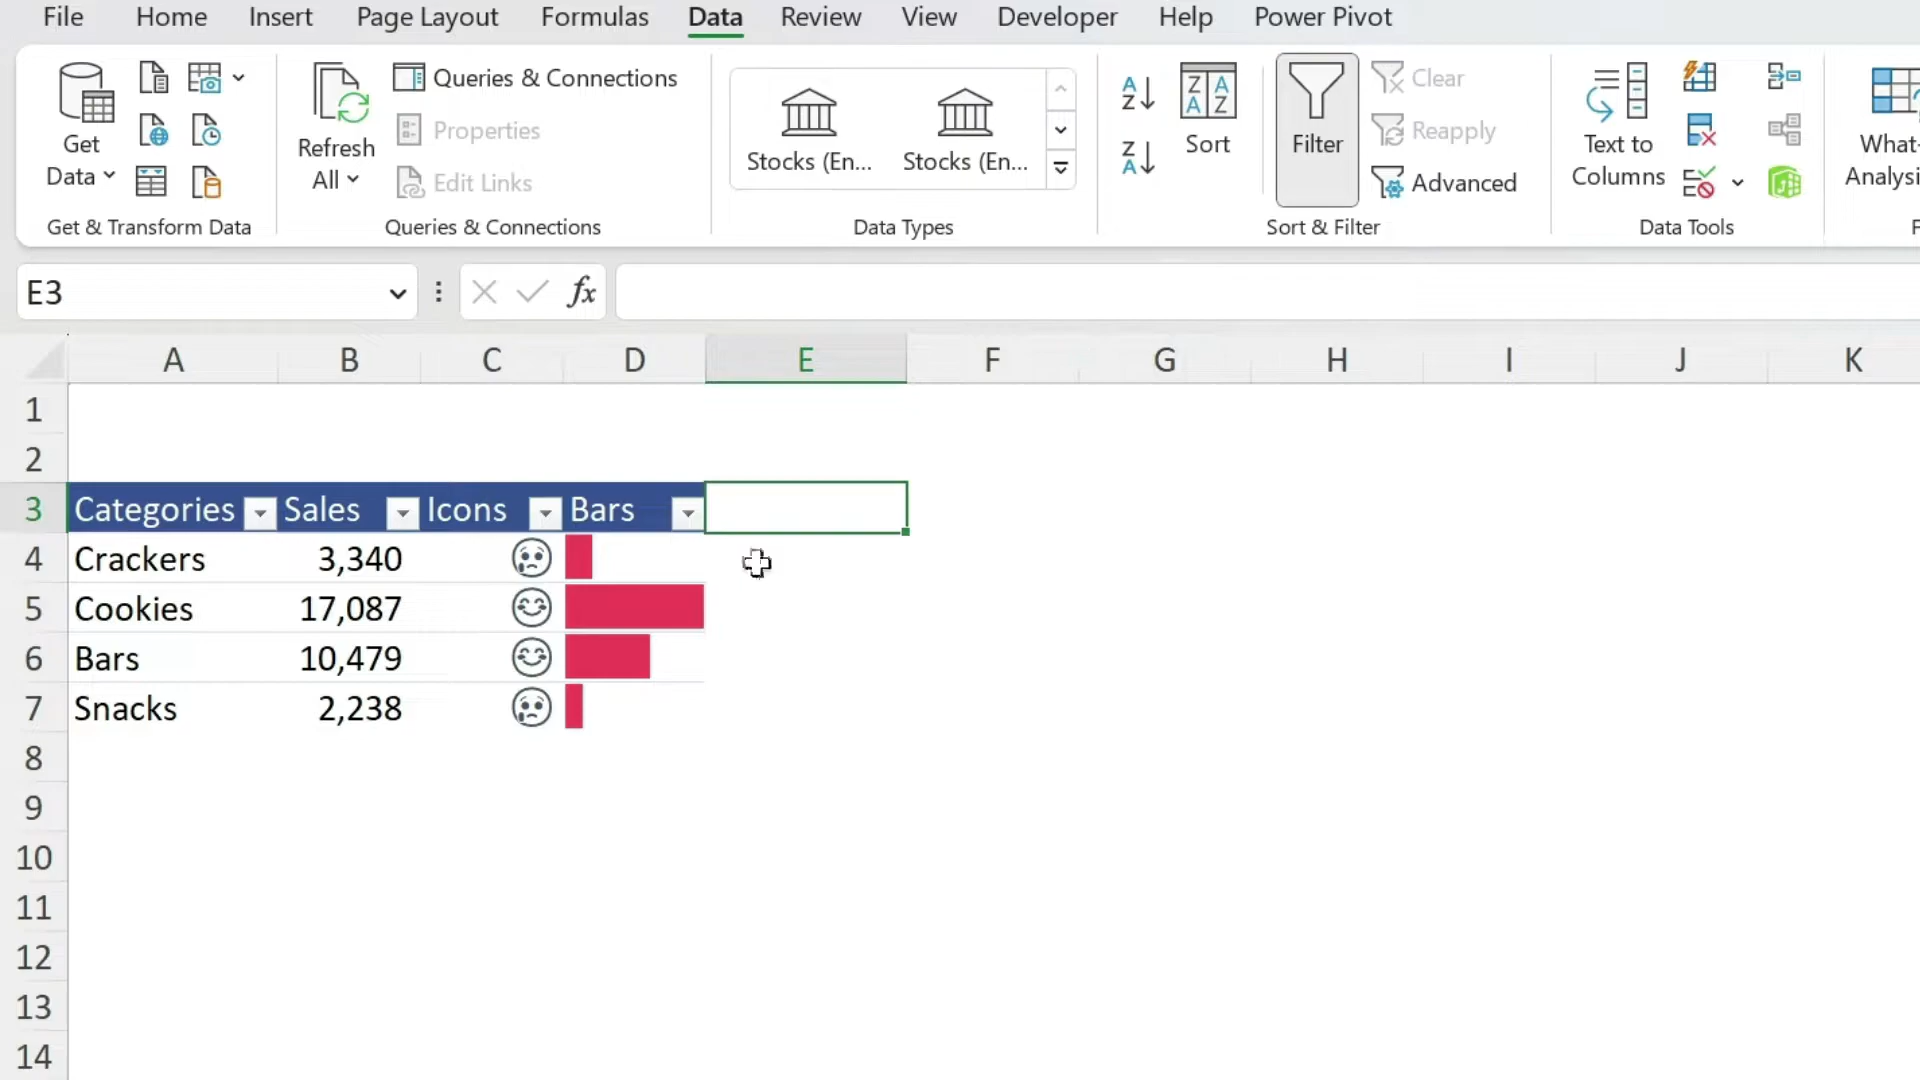 File Home Insert Page Layout Formulas Data Review View Developer Help Power Pivot
Get Data
Refresh All
Queries & Connections
Properties
Edit Links
Stocks (En...
Stocks (En...
A Z
Z A
Z A A Z
Sort
Filter
Clear
Reapply
Advanced
Text to Columns
What-
Analysi
Get & Transform Data
Queries & Connections
Data Types
Sort & Filter
Data Tools
F
E3
fx
A B C D E F G H I J K
1
2
3 Categories Sales Icons Bars
4 Crackers 3,340
5 Cookies 17,087
6 Bars 10,479
7 Snacks 2,238
8
9
10
11
12
13
14